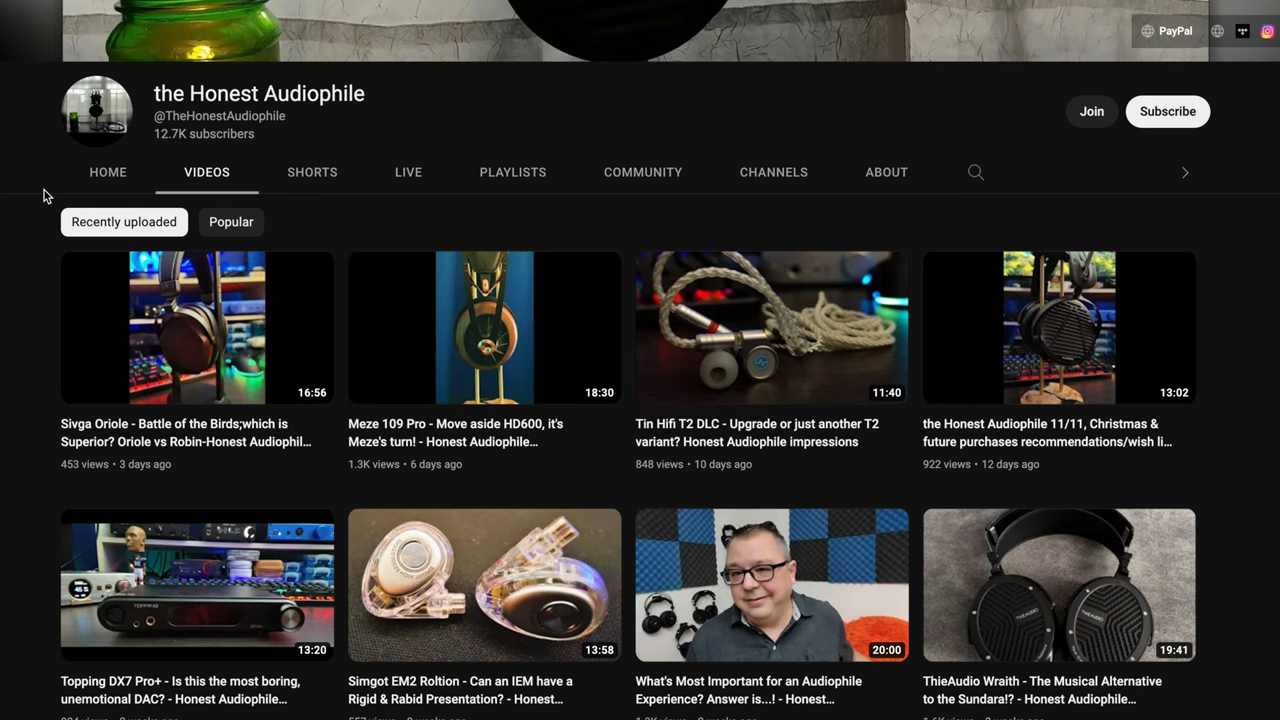 PayPal
the Honest Audiophile
@TheHonestAudiophile
12.7K subscribers
Join
Subscribe
HOME
VIDEOS
SHORTS
LIVE
PLAYLISTS
COMMUNITY
CHANNELS
ABOUT
Recently uploaded
Popular
16:56
18:30
11:40
13:02
Sivga Oriole - Battle of the Birds;which is
Superior? Oriole vs Robin-Honest Audiophil...
453 views • 3 days ago
Meze 109 Pro - Move aside HD600, it's
Meze's turn! - Honest Audiophile...
1.3K views • 6 days ago
Tin Hifi T2 DLC - Upgrade or just another T2
variant? Honest Audiophile impressions
848 views • 10 days ago
the Honest Audiophile 11/11, Christmas &
future purchases recommendations/wish li...
922 views • 12 days ago
TOPPING
THIEAUDIO
THIEAUDIO
13:20
13:58
20:00
19:41
Topping DX7 Pro+ - Is this the most boring,
unemotional DAC? - Honest Audiophile...
Simgot EM2 Roltion - Can an IEM have a
Rigid & Rabid Presentation? - Honest...
What's Most Important for an Audiophile
Experience? Answer is...! - Honest...
ThieAudio Wraith - The Musical Alternative
to the Sundara!? - Honest Audiophile...